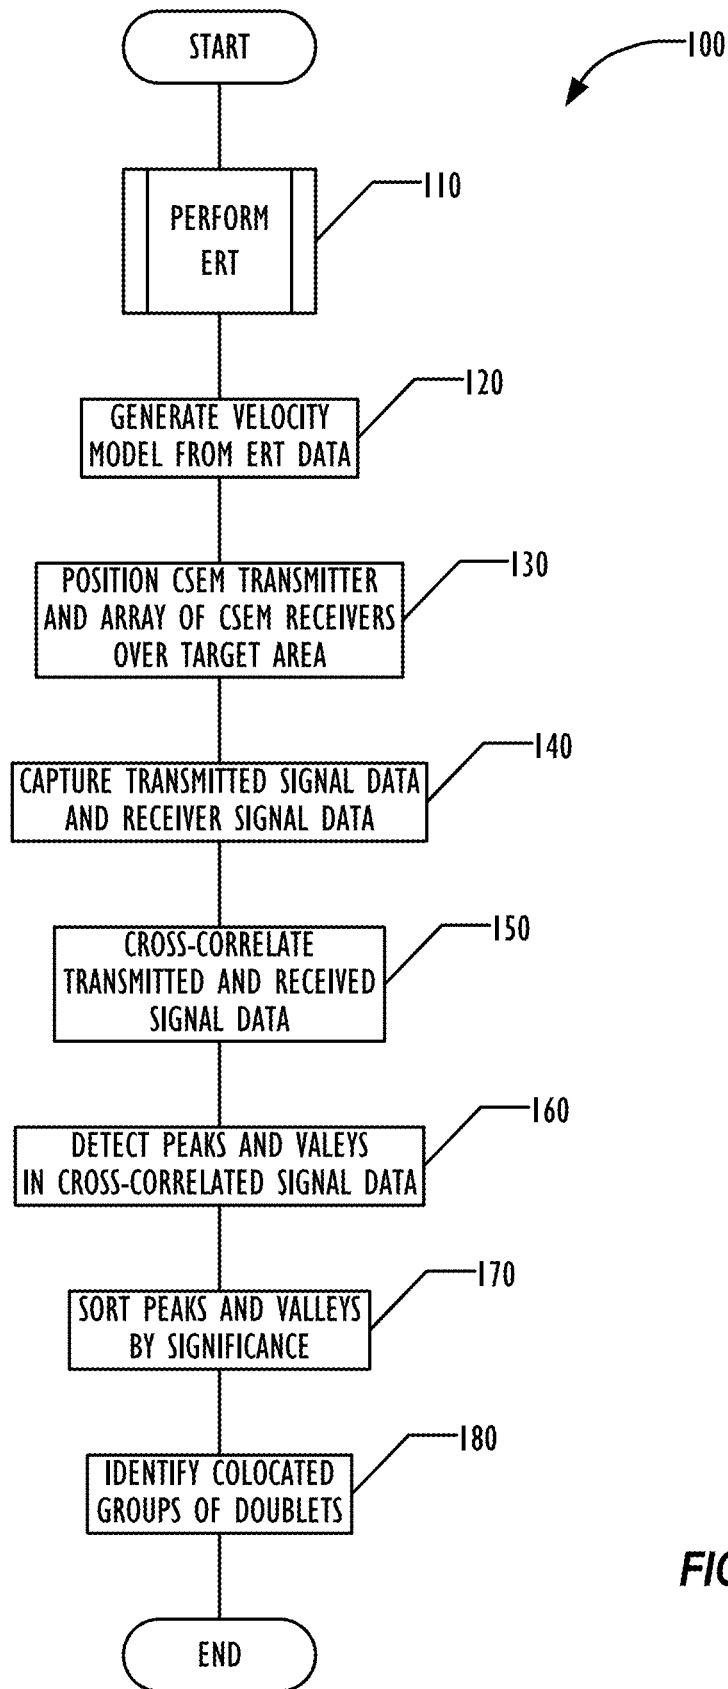 START
100
PERFORM
ERT
110
120
GENERATE VELOCITY
MODEL FROM ERT DATA
130
POSITION CSEM TRANSMITTER
AND ARRAY OF CSEM RECEIVERS
OVER TARGET AREA
140
CAPTURE TRANSMITTED SIGNAL DATA
AND RECEIVER SIGNAL DATA
150
CROSS-CORRELATE
TRANSMITTED AND RECEIVED
SIGNAL DATA
160
DETECT PEAKS AND VALEYS
IN CROSS-CORRELATED SIGNAL DATA
170
SORT PEAKS AND VALLEYS
BY SIGNIFICANCE
180
IDENTIFY COLOCATED
GROUPS OF DOUBLETS
FIG
END